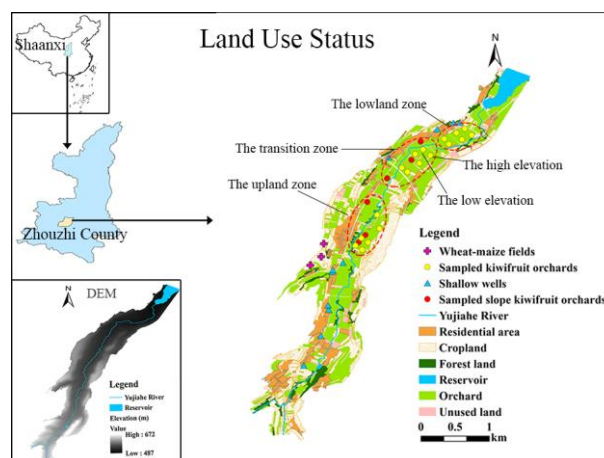 Land Use Status
Shaanxi
Zhouzhi County
N
The lowland zone
The transition zone
The upland zone
The high elevation
The low elevation
Legend
Wheat-maize fields
Sampled kiwifruit orchards
Shallow wells
Sampled slope kiwifruit orchards
Yujiahe River
Residential area
Cropland
Forest land
Reservoir
Orchard
Unused land
0 0.5 1
km
N
DEM
Legend
Yujiahe River
Reservoir
Elevation (m)
Value
High : 672
Low : 487